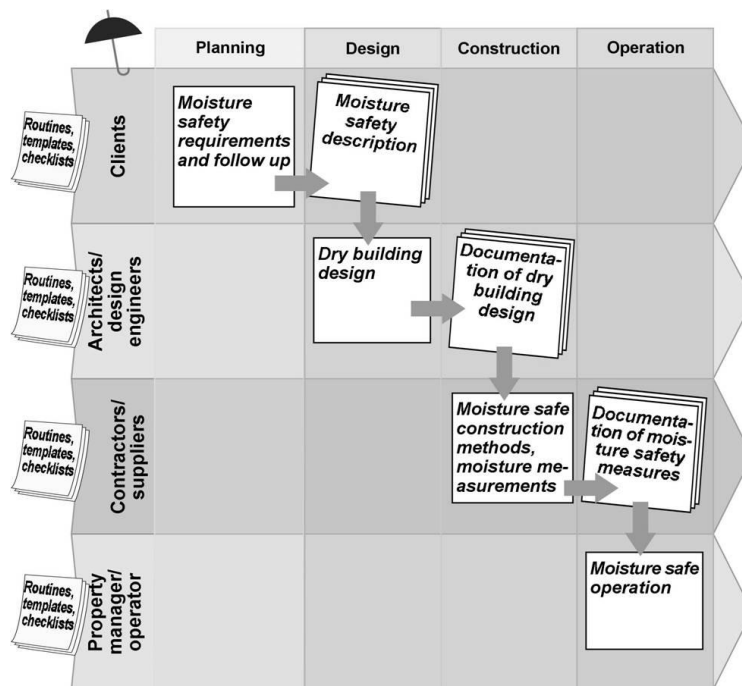 Planning
Design
Construction
Operation
Routines,
templates,
checklists
Clients
Moisture
safety
requirements
and follow up
Moisture
safety
description
Routines,
templates,
checklists
Architects/
design
engineers
Dry building
design
Documenta-
tion of dry
building
design
Routines,
templates,
checklists
Contractors/
suppliers
Moisture safe
construction
methods,
moisture me-
asurements
Documenta-
tion of mois-
ture safety
measures
Routines,
templates,
checklists
Property
manager/
operator
Moisture safe
operation